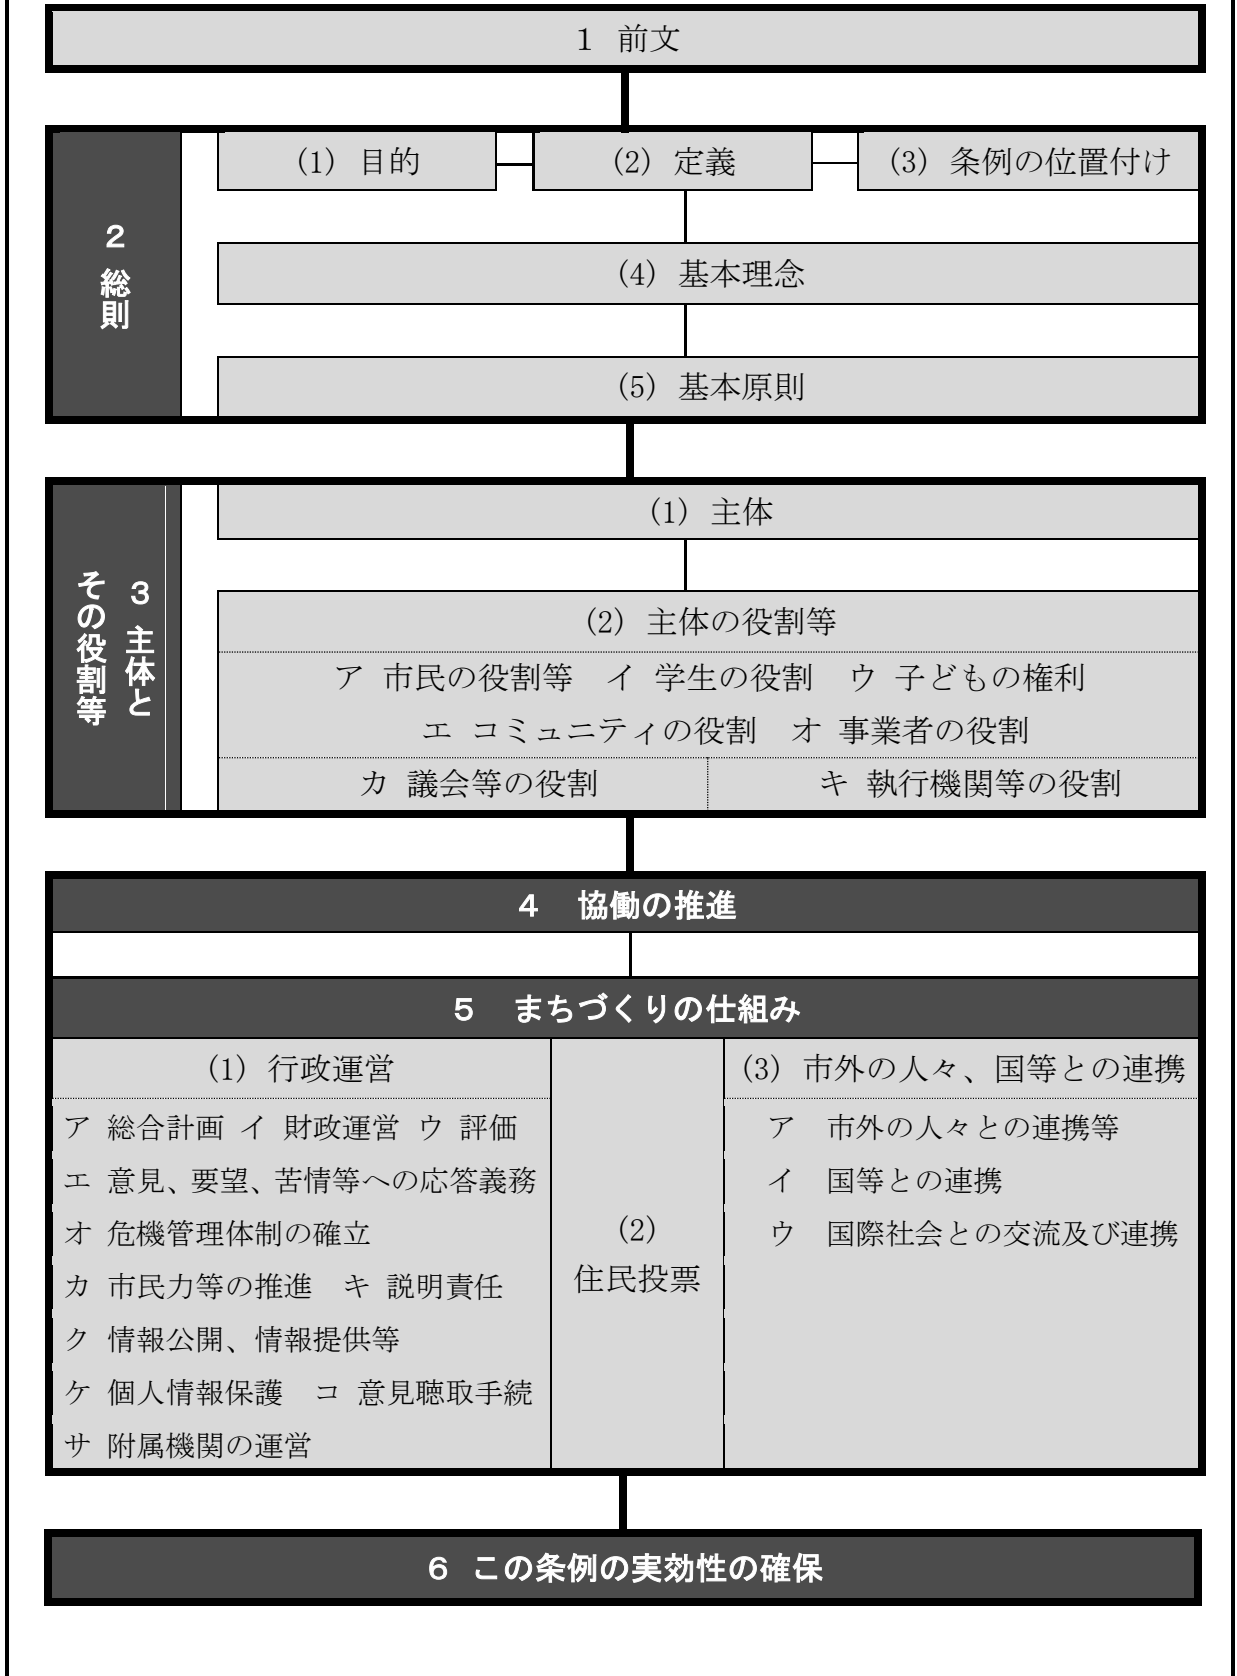 1 前文
2 総則
(1) 目的
(2) 定義
(3) 条例の位置付け
(4) 基本理念
(5) 基本原則
3 主体と
その役割等
(1) 主体
(2) 主体の役割等
ア 市民の役割等 イ 学生の役割 ウ 子どもの権利
エ コミュニティの役割 オ 事業者の役割
カ 議会等の役割
キ 執行機関等の役割
4 協働の推進
5 まちづくりの仕組み
(1) 行政運営
ア 総合計画 イ 財政運営 ウ 評価
エ 意見、要望、苦情等への応答義務
オ 危機管理体制の確立
カ 市民力等の推進 キ 説明責任
ク 情報公開、情報提供等
ケ 個人情報保護 コ 意見聴取手続
サ 附属機関の運営
(2)
住民投票
(3) 市外の人々、国等との連携
ア 市外の人々との連携等
イ 国等との連携
ウ 国際社会との交流及び連携
6 この条例の実効性の確保